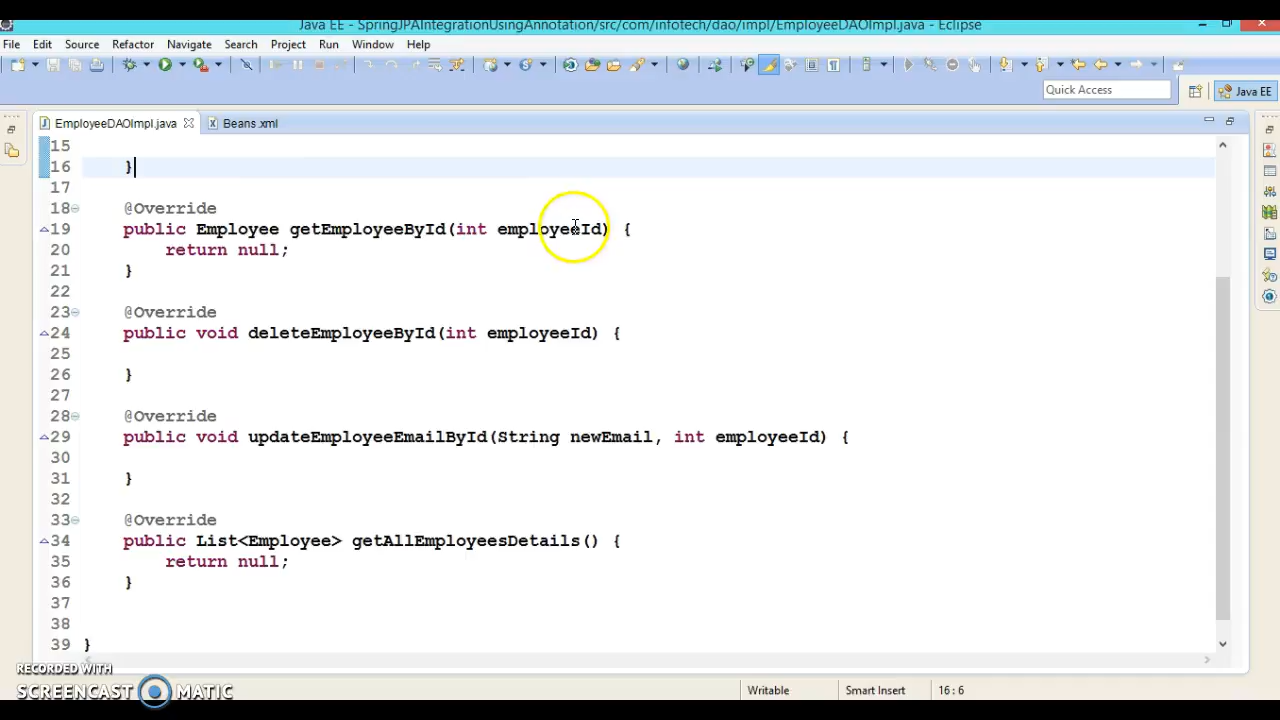 Java EE - SpringJPAIntegrationUsingAnnotation/src/com/infotech/dao/impl/EmployeeDAOImpl.java - Eclipse
File Edit Source Refactor Navigate Search Project Run Window Help
Quick Access
Java EE
EmployeeDAOImpl.java Beans.xml
15
16 }
17
18 @Override
19 public Employee getEmployeeById(int employeeId) {
20 return null;
21 }
22
23 @Override
24 public void deleteEmployeeById(int employeeId) {
25
26 }
27
28 @Override
29 public void updateEmployeeEmailById(String newEmail, int employeeId) {
30
31 }
32
33 @Override
34 public List<Employee> getAllEmployeesDetails() {
35 return null;
36 }
37
38
39 }
RECORDED WITH
SCREENCAST MATIC
Writable Smart Insert 16 : 6